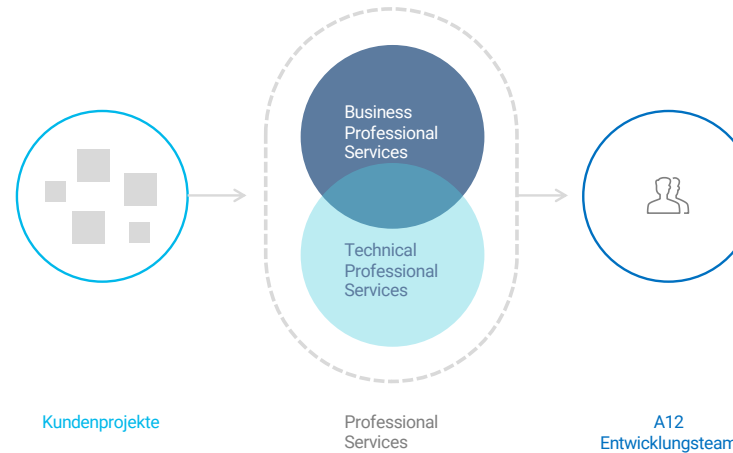 Business
Professional
Services
Technical
Professional
Services
Kundenprojekte
Professional
Services
A12
Entwicklungsteam